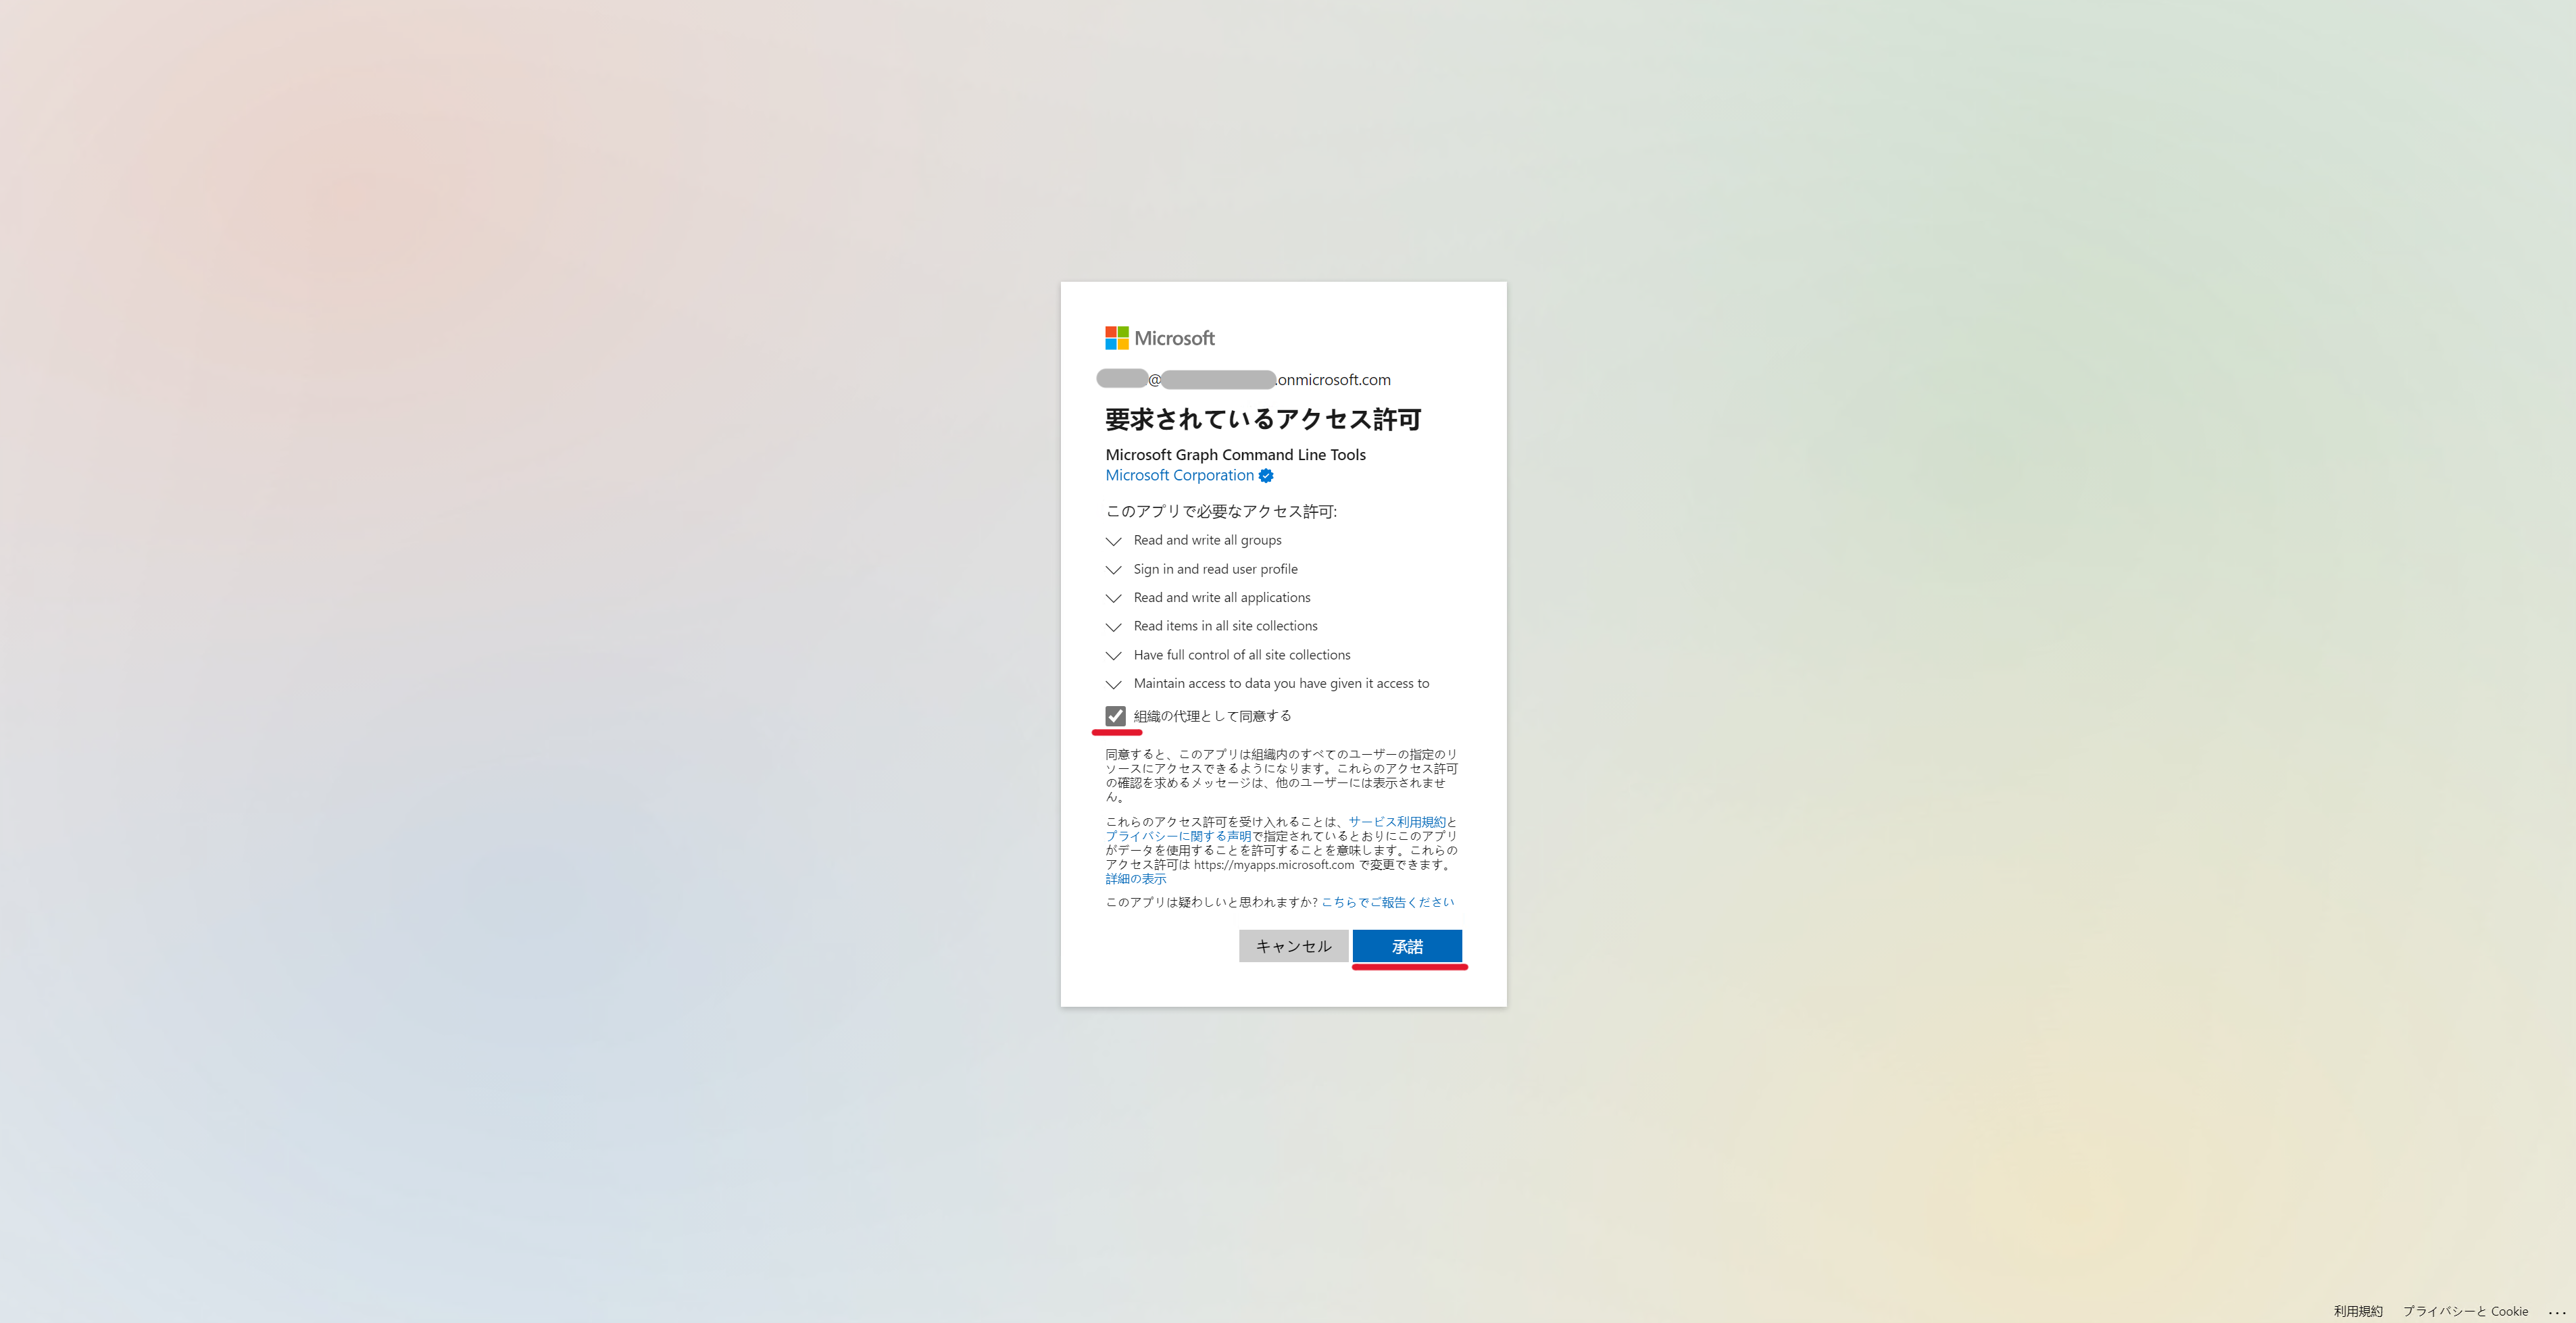 Microsoft
@ .onmicrosoft.com
要求されているアクセス許可
Microsoft Graph Command Line Tools
Microsoft Corporation
このアプリで必要なアクセス許可:
Read and write all groups
Sign in and read user profile
Read and write all applications
Read items in all site collections
Have full control of all site collections
Maintain access to data you have given it access to
組織の代理として同意する
同意すると、このアプリは組織内のすべてのユーザーの指定のリ
ソースにアクセスできるようになります。これらのアクセス許可
の確認を求めるメッセージは、他のユーザーには表示されませ
ん。
これらのアクセス許可を受け入れることは、サービス利用規約と
プライバシーに関する声明で指定されているとおりにこのアプリ
がデータを使用することを許可することを意味します。これらの
アクセス許可は https://myapps.microsoft.com で変更できます。
詳細の表示
このアプリは疑わしいと思われますか? こちらでご報告ください
キャンセル 承諾
利用規約 プライバシーと Cookie ...